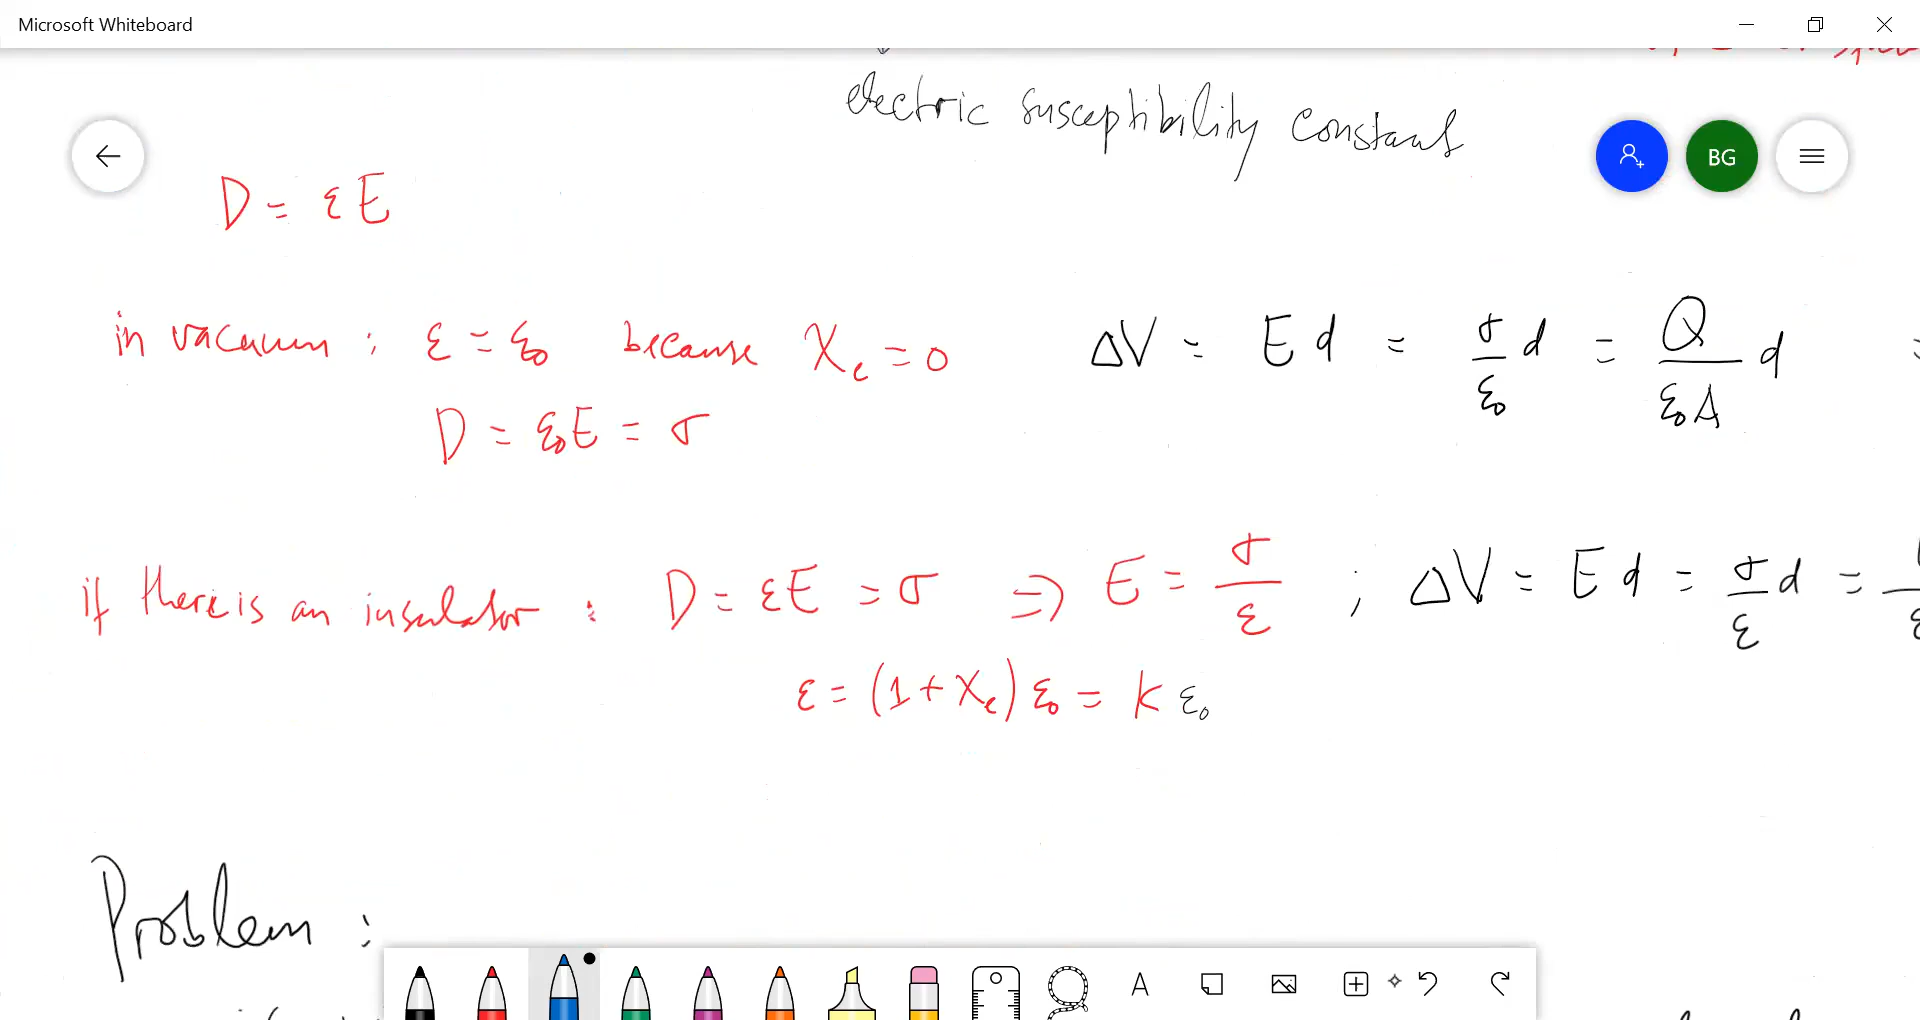 Microsoft Whiteboard
electric susceptibility constant
BG
D = εE
in vacuum : ε = ε₀ because χₑ = 0
ΔV = Ed = σ/ε₀ d = Q/ε₀A d =
D = ε₀E = σ
if there is an insulator : D = εE = σ ⇒ E = σ/ε ; ΔV = Ed = σ/ε d =
ε = (1 + χₑ) ε₀ = K ε₀
Problem :
A